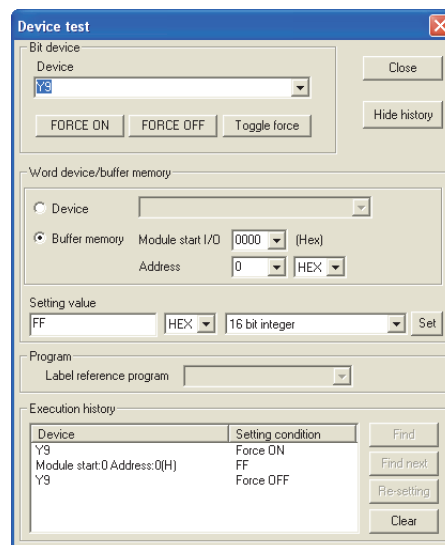 Device test
Bit device
Device
Y9
Close
FORCE ON FORCE OFF Toggle force
Hide history
Word device/buffer memory
Device
Buffer memory Module start I/O 0000 (Hex)
Address 0 HEX
Setting value
FF HEX 16 bit integer Set
Program
Label reference program
Execution history
Device Setting condition
Y9 Force ON
Module start:0 Address:0(H) FF
Y9 Force OFF
Find
Find next
Re-setting
Clear